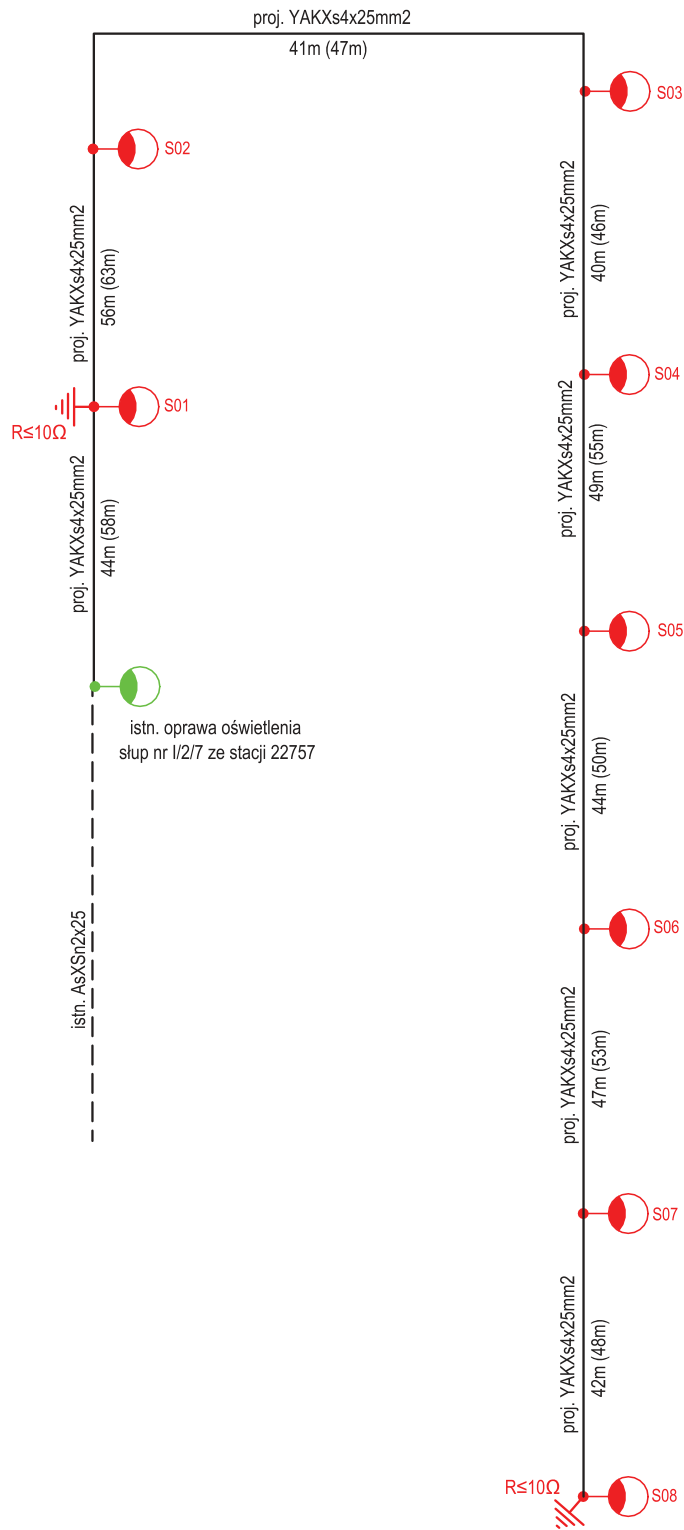 proj. YAKXs4x25mm2
41m (47m)
S03
S02
proj. YAKXs4x25mm2
56m (63m)
proj. YAKXs4x25mm2
40m (46m)
S04
S01
R≤10Ω
proj. YAKXs4x25mm2
49m (55m)
proj. YAKXs4x25mm2
44m (58m)
S05
istn. oprawa oświetlenia
słup nr I/2/7 ze stacji 22757
proj. YAKXs4x25mm2
44m (50m)
istn. AsXSn2x25
S06
proj. YAKXs4x25mm2
47m (53m)
S07
proj. YAKXs4x25mm2
42m (48m)
R≤10Ω
S08